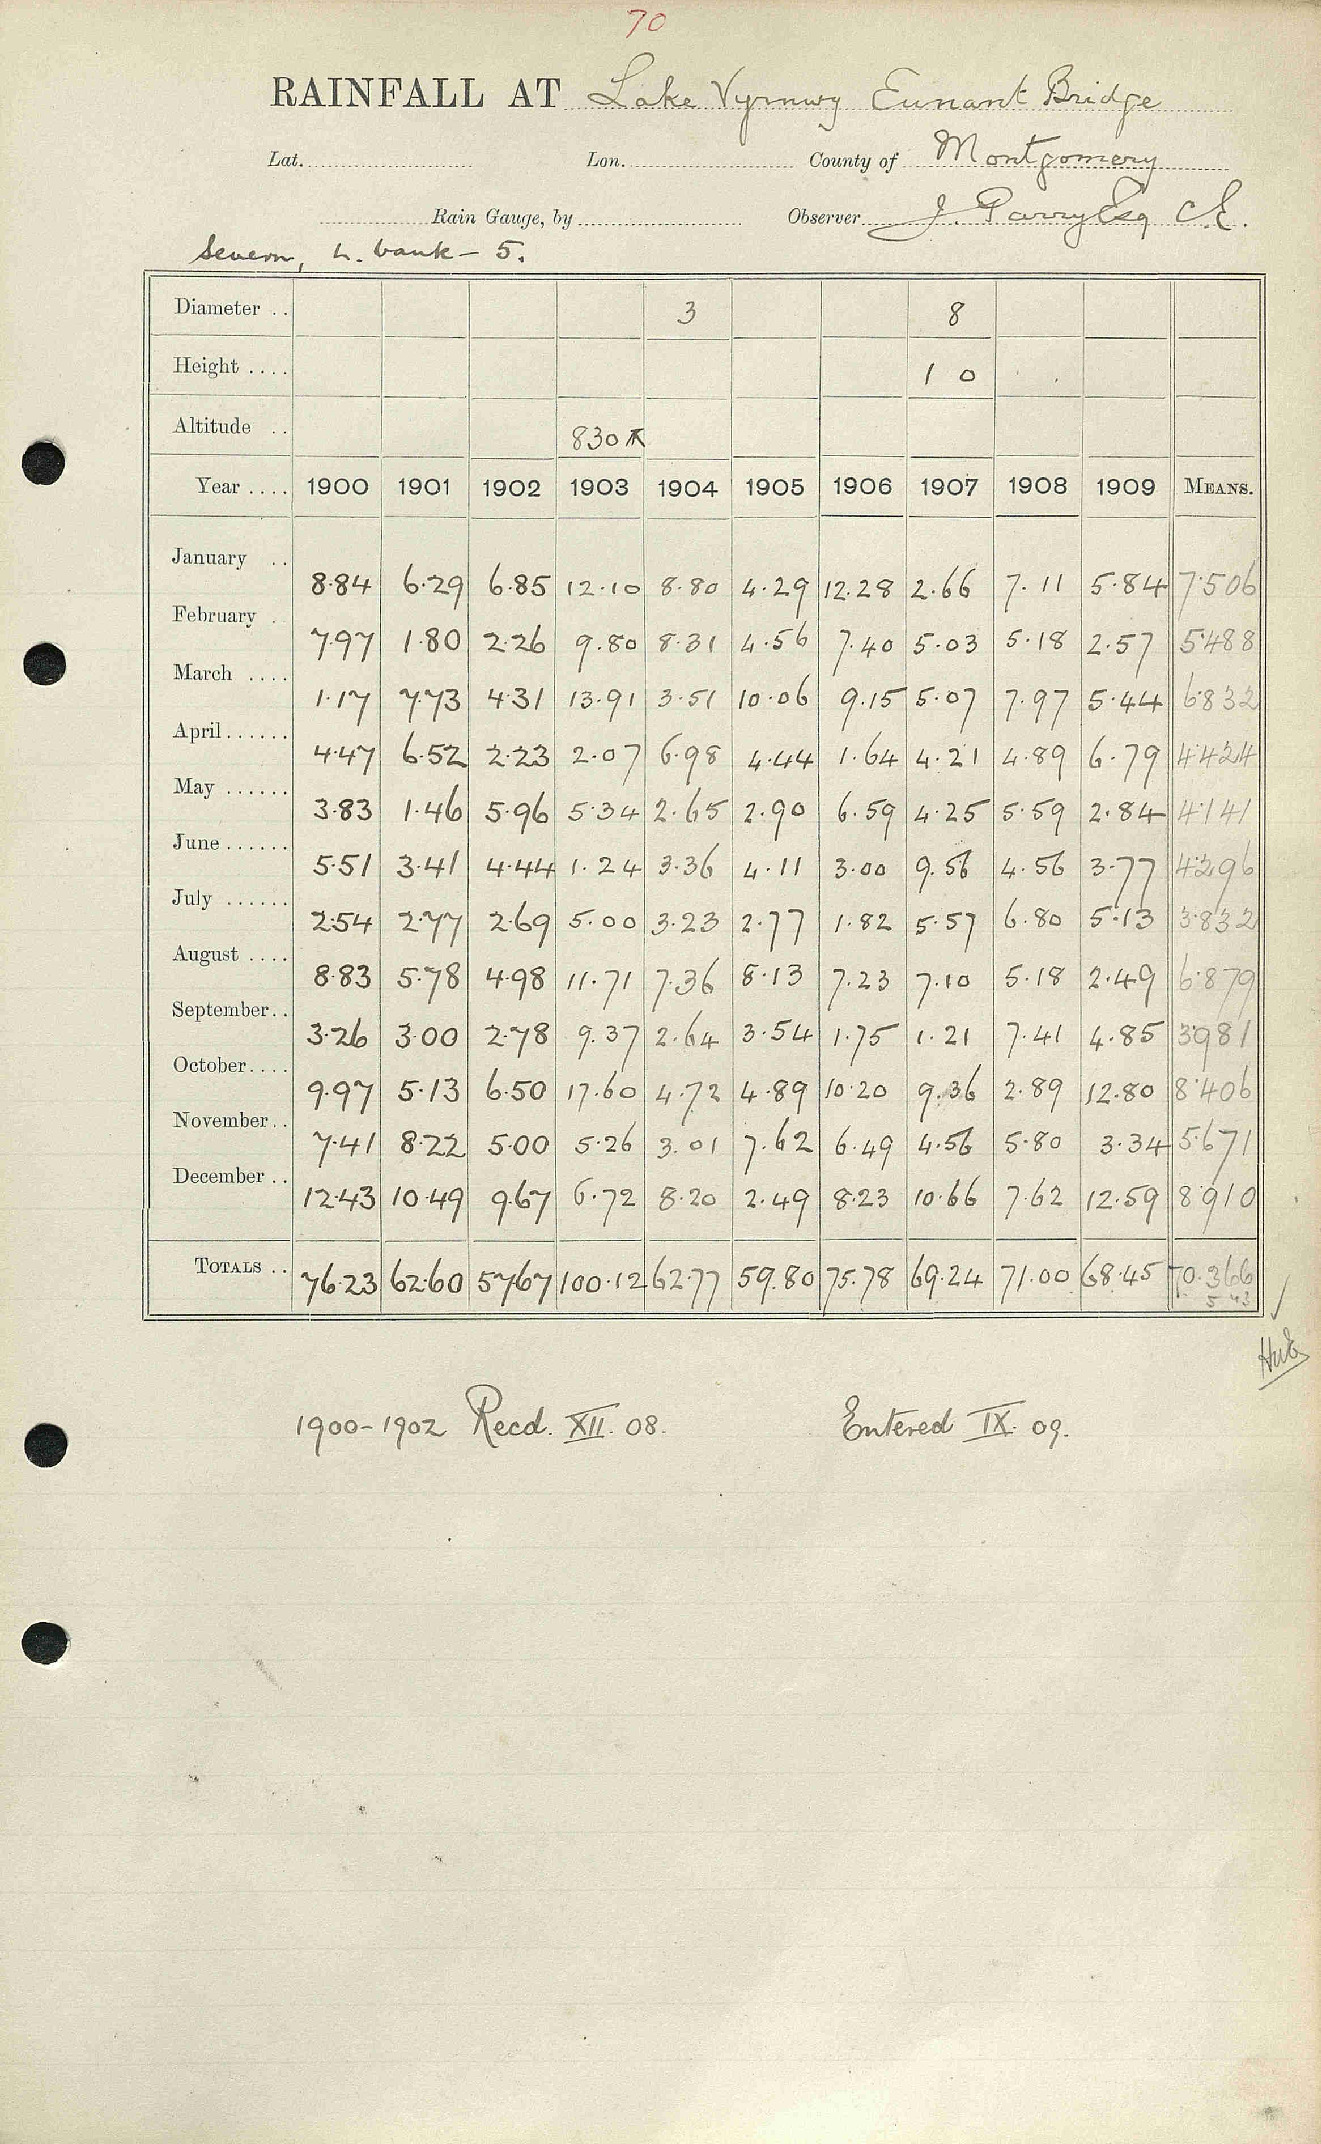 70
RAINFALL AT Lake Vyrnwy Eunant Bridge
Lat. Lon. County of Montgomery
Rain Gauge, by Observer J. Parry Esq C.E.
Severn, L. bank - 5.
Diameter .. 3 8
Height .... 1 0
Altitude .. 830
Year .... 1900 1901 1902 1903 1904 1905 1906 1907 1908 1909 MEANS.
January .. 8.84 6.29 6.85 12.10 8.80 4.29 12.28 2.66 7.11 5.84 7.506
February . 7.97 1.80 2.26 9.80 8.31 4.56 7.40 5.03 5.18 2.57 5.488
March .... 1.17 7.73 4.31 13.91 3.51 10.06 9.15 5.07 7.97 5.44 6.832
April...... 4.47 6.52 2.23 2.07 6.98 4.44 1.64 4.21 4.89 6.79 4.424
May ...... 3.83 1.46 5.96 5.34 2.65 2.90 6.59 4.25 5.59 2.84 4.141
June...... 5.51 3.41 4.44 1.24 3.36 4.11 3.00 9.56 4.56 3.77 4.296
July ...... 2.54 2.77 2.69 5.00 3.23 2.77 1.82 5.57 6.80 5.13 3.832
August .... 8.83 5.78 4.98 11.71 7.36 8.13 7.23 7.10 5.18 2.49 6.879
September.. 3.26 3.00 2.78 9.37 2.64 3.54 1.75 1.21 7.41 4.85 3.981
October.... 9.97 5.13 6.50 17.60 4.72 4.89 10.20 9.36 2.89 12.80 8.406
November.. 7.41 8.22 5.00 5.26 3.01 7.62 6.49 4.56 5.80 3.34 5.671
December .. 12.43 10.49 9.67 6.72 8.20 2.49 8.23 10.66 7.62 12.59 8.910
TOTALS .. 76.23 62.60 57.67 100.12 62.77 59.80 75.78 69.24 71.00 68.45 70.366
1900-1902 Recd. XII. 08. Entered IX. 09.